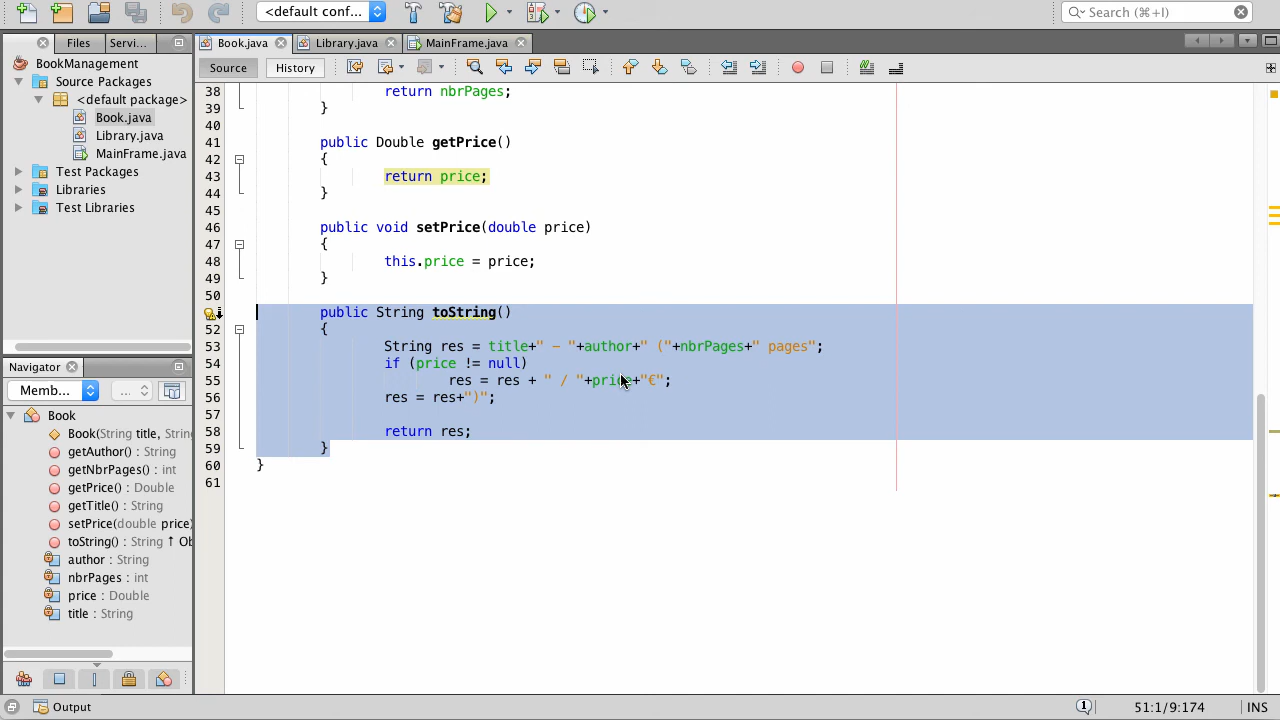 <default conf...
Search (⌘+I)
Files
Servi...
Book.java
Library.java
MainFrame.java
BookManagement
Source Packages
<default package>
Book.java
Library.java
MainFrame.java
Test Packages
Libraries
Test Libraries
Source
History
38 return nbrPages;
39 }
40
41 public Double getPrice()
42 {
43 return price;
44 }
45
46 public void setPrice(double price)
47 {
48 this.price = price;
49 }
50
public String toString()
52 {
53 String res = title+" – "+author+" ("+nbrPages+" pages";
54 if (price != null)
55 res = res + " / "+price+"€";
56 res = res+")";
57
58 return res;
59 }
60 }
61
Navigator
Memb...
...
Book
Book(String title, Strin
getAuthor() : String
getNbrPages() : int
getPrice() : Double
getTitle() : String
setPrice(double price)
toString() : String ↑ Ob
author : String
nbrPages : int
price : Double
title : String
Output
1
51:1/9:174
INS